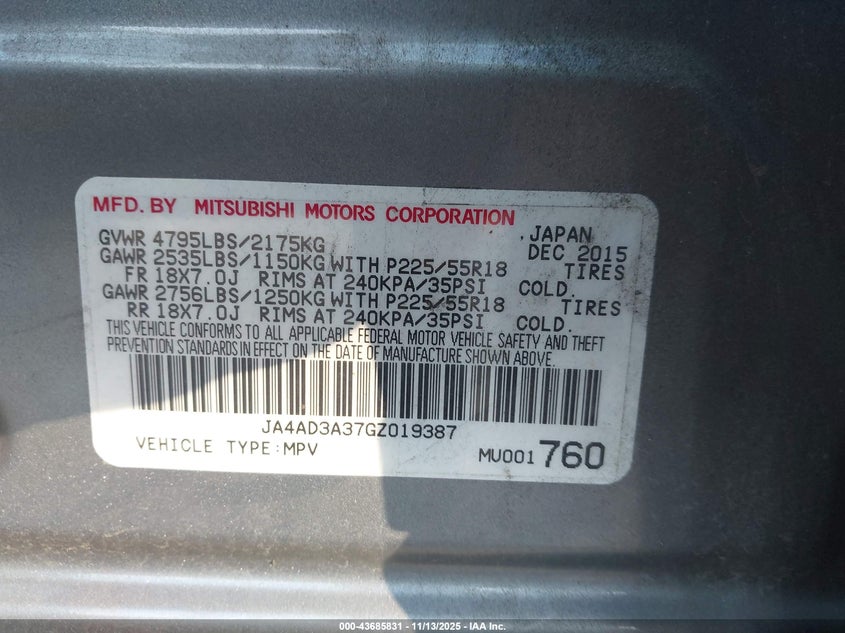 MFD. BY MITSUBISHI MOTORS CORPORATION
GVWR 4795LBS/2175KG JAPAN
GAWR 2535LBS/1150KG WITH P225/55R18 DEC 2015
FR 18X7.0J RIMS AT 240KPA/35PSI TIRES
GAWR 2756LBS/1250KG WITH P225/55R18 COLD.
RR 18X7.0J RIMS AT 240KPA/35PSI TIRES
COLD.
THIS VEHICLE CONFORMS TO ALL APPLICABLE FEDERAL MOTOR VEHICLE SAFETY AND THEFT
PREVENTION STANDARDS IN EFFECT ON THE DATE OF MANUFACTURE SHOWN ABOVE.
JA4AD3A37GZ019387
VEHICLE TYPE:MPV MU001760
000-43685831 - 11/13/2025 - IAA Inc.